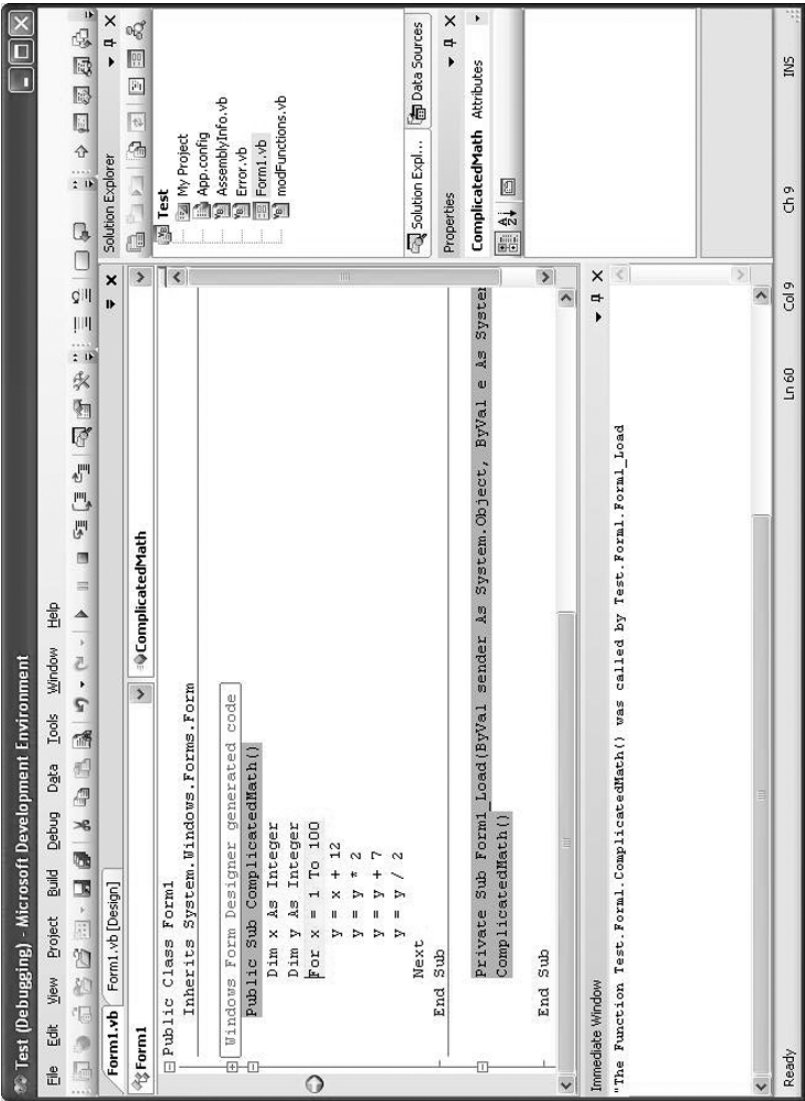 Test (Debugging) - Microsoft Development Environment
File Edit View Project Build Debug Data Tools Window Help
Form1.vb Form1.vb [Design]
Form1 ComplicatedMath
Public Class Form1
Inherits System.Windows.Forms.Form
Windows Form Designer generated code
Public Sub ComplicatedMath()
Dim x As Integer
Dim y As Integer
For x = 1 To 100
y = x + 12
y = y * 2
y = y + 7
y = y / 2
Next
End Sub
Private Sub Form1_Load(ByVal sender As System.Object, ByVal e As System
ComplicatedMath()
End Sub
Solution Explorer
Test
My Project
App.config
AssemblyInfo.vb
Error.vb
Form1.vb
modFunctions.vb
Solution Expl... Data Sources
Properties
ComplicatedMath Attributes
Immediate Window
"The Function Test.Form1.ComplicatedMath() was called by Test.Form1.Form1_Load
Ready Ln 60 Col 9 Ch 9 INS